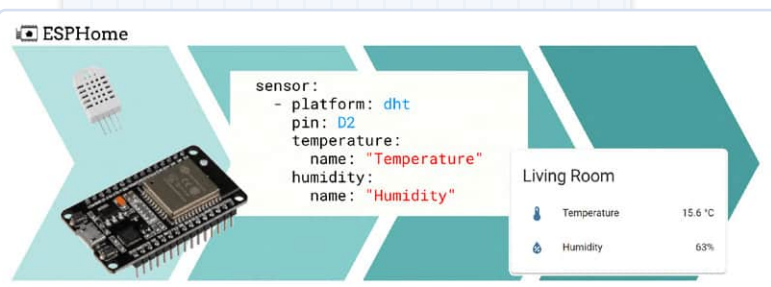 ESPHome
sensor:
- platform: dht
pin: D2
temperature:
name: "Temperature"
humidity:
name: "Humidity"
Living Room
Temperature 15.6 °C
Humidity 63%